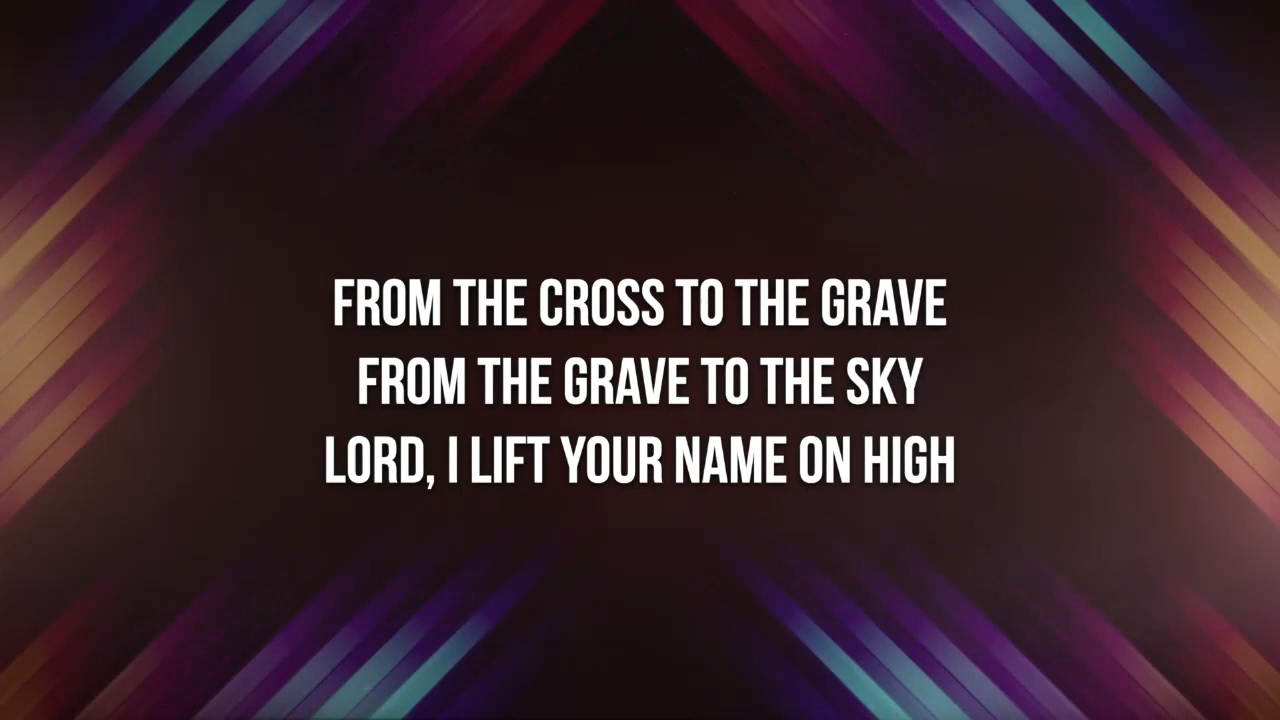 FROM THE CROSS TO THE GRAVE
FROM THE GRAVE TO THE SKY
LORD, I LIFT YOUR NAME ON HIGH